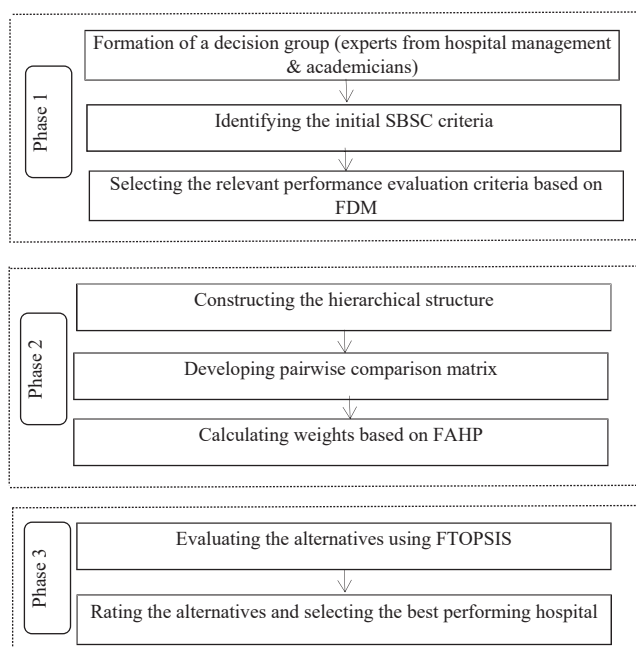 Phase 1
Formation of a decision group (experts from hospital management
& academicians)
Identifying the initial SBSC criteria
Selecting the relevant performance evaluation criteria based on
FDM
Phase 2
Constructing the hierarchical structure
Developing pairwise comparison matrix
Calculating weights based on FAHP
Phase 3
Evaluating the alternatives using FTOPSIS
Rating the alternatives and selecting the best performing hospital